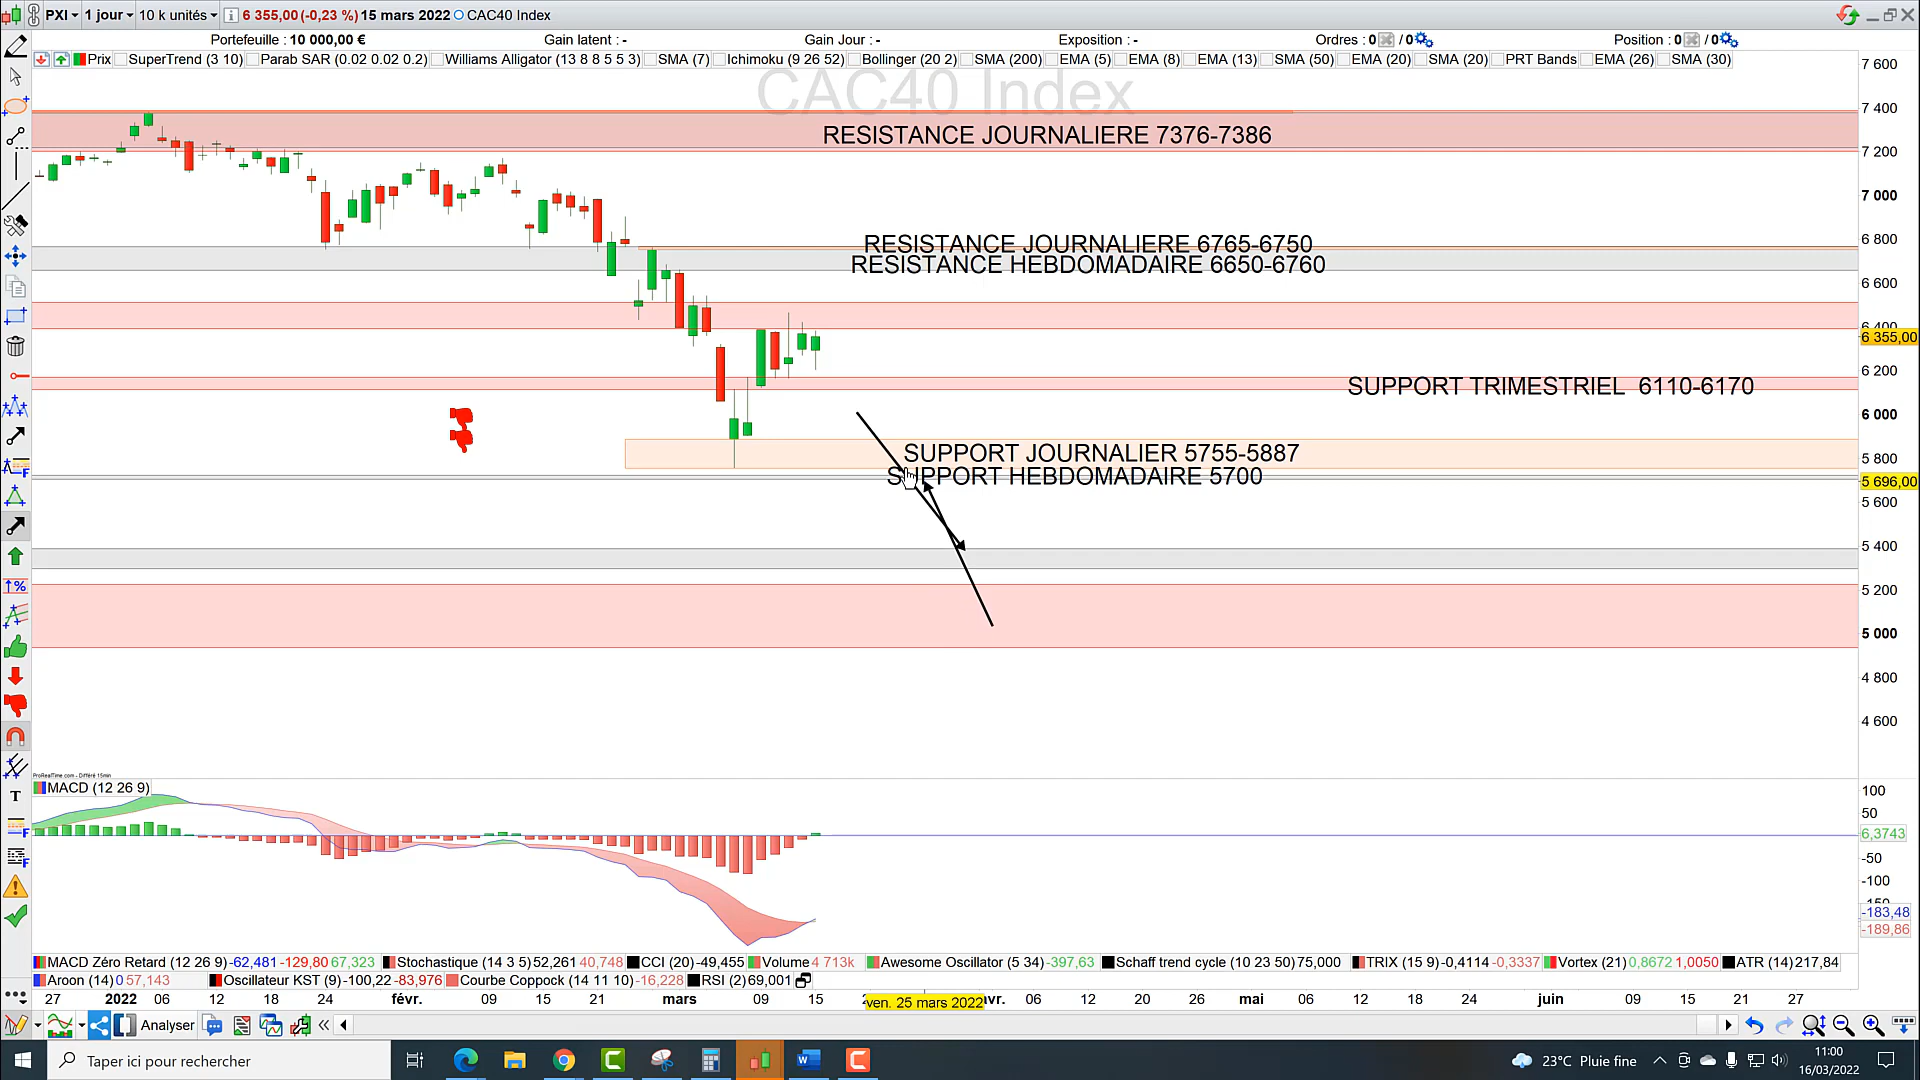 PXI 1 jour 10 k unités 6 355,00 (-0,23 %) 15 mars 2022 CAC40 Index
Portefeuille : 10 000,00 € Gain latent : - Gain Jour : - Exposition : - Ordres : 0 / 0 Position : 0 / 0
Prix SuperTrend (3 10) Parab SAR (0.02 0.02 0.2) Williams Alligator (13 8 8 5 5 3) SMA (7) Ichimoku (9 26 52) Bollinger (20 2) SMA (200) EMA (5) EMA (8) EMA (13) SMA (50) EMA (20) SMA (20) PRT Bands EMA (26) SMA (30)
CAC40 Index
7 600
7 400
RESISTANCE JOURNALIERE 7376-7386
7 200
7 000
6 800
RESISTANCE JOURNALIERE 6765-6750
RESISTANCE HEBDOMADAIRE 6650-6760
6 600
6 400
6 355,00
6 200
SUPPORT TRIMESTRIEL 6110-6170
6 000
SUPPORT JOURNALIER 5755-5887
5 800
SUPPORT HEBDOMADAIRE 5700
5 696,00
5 600
5 400
5 200
5 000
4 800
4 600
ProRealTime.com - Différé 15min
MACD (12 26 9)
100
50
6,3743
-50
-100
-150
-183,48
-189,86
MACD Zéro Retard (12 26 9) -62,481 -129,80 67,323 Stochastique (14 3 5) 52,261 40,748 CCI (20) -49,455 Volume 4 713k Awesome Oscillator (5 34) -397,63 Schaff trend cycle (10 23 50) 75,000 TRIX (15 9) -0,4114 -0,3337 Vortex (21) 0,8672 1,0050 ATR (14) 217,84
Aroon (14) 0 57,143 Oscillateur KST (9) -100,22 -83,976 Courbe Coppock (14 11 10) -16,228 RSI (2) 69,001
27 2022 06 12 18 24 févr. 09 15 21 mars 09 15 ven. 25 mars 2022 vr. 06 12 20 26 mai 06 12 18 24 juin 09 15 21 27
Analyser
Taper ici pour rechercher
23°C Pluie fine
11:00
16/03/2022